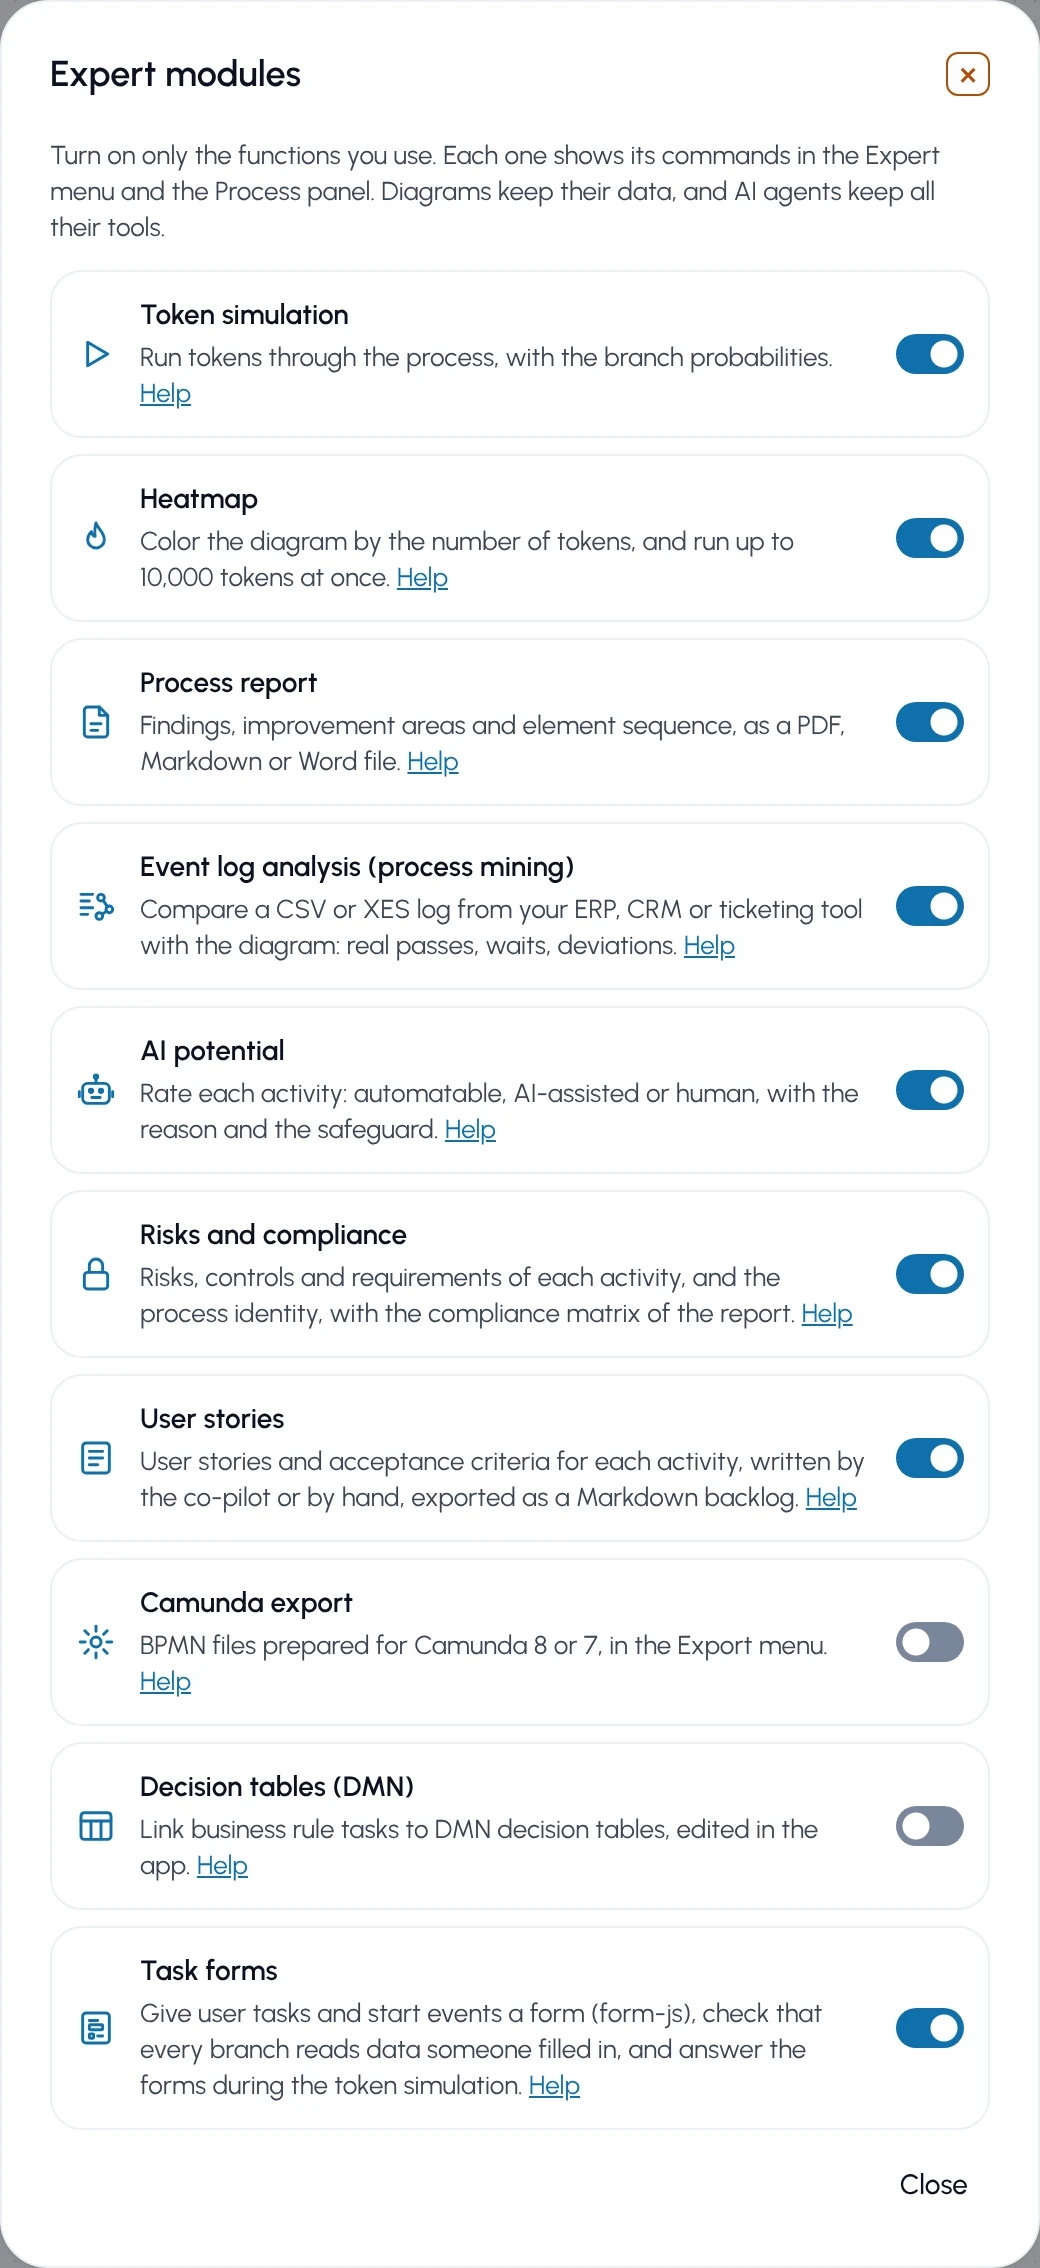 Expert modules
Turn on only the functions you use. Each one shows its commands in the Expert
menu and the Process panel. Diagrams keep their data, and AI agents keep all
their tools.
Token simulation
Run tokens through the process, with the branch probabilities.
Help
Heatmap
Color the diagram by the number of tokens, and run up to
10,000 tokens at once. Help
Process report
Findings, improvement areas and element sequence, as a PDF,
Markdown or Word file. Help
Event log analysis (process mining)
Compare a CSV or XES log from your ERP, CRM or ticketing tool
with the diagram: real passes, waits, deviations. Help
AI potential
Rate each activity: automatable, AI-assisted or human, with the
reason and the safeguard. Help
Risks and compliance
Risks, controls and requirements of each activity, and the
process identity, with the compliance matrix of the report. Help
User stories
User stories and acceptance criteria for each activity, written by
the co-pilot or by hand, exported as a Markdown backlog. Help
Camunda export
BPMN files prepared for Camunda 8 or 7, in the Export menu.
Help
Decision tables (DMN)
Link business rule tasks to DMN decision tables, edited in the
app. Help
Task forms
Give user tasks and start events a form (form-js), check that
every branch reads data someone filled in, and answer the
forms during the token simulation. Help
Close